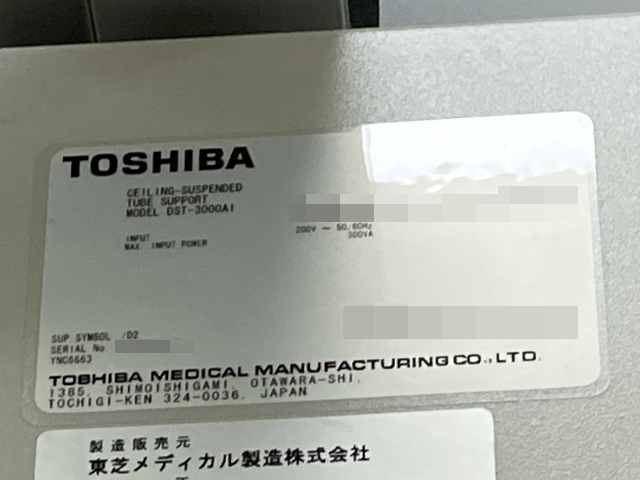 TOSHIBA
CEILING-SUSPENDED
TUBE SUPPORT
MODEL DST-3000AI
INPUT 200V ~ 50/60Hz
MAX. INPUT POWER 300VA
SUP SYMBOL /D2
SERIAL No
YNC6663
TOSHIBA MEDICAL MANUFACTURING CO., LTD.
1385, SHIMOISHIGAMI, OTAWARA-SHI,
TOCHIGI-KEN 324-0036, JAPAN
製造販売元
東芝メディカル製造株式会社